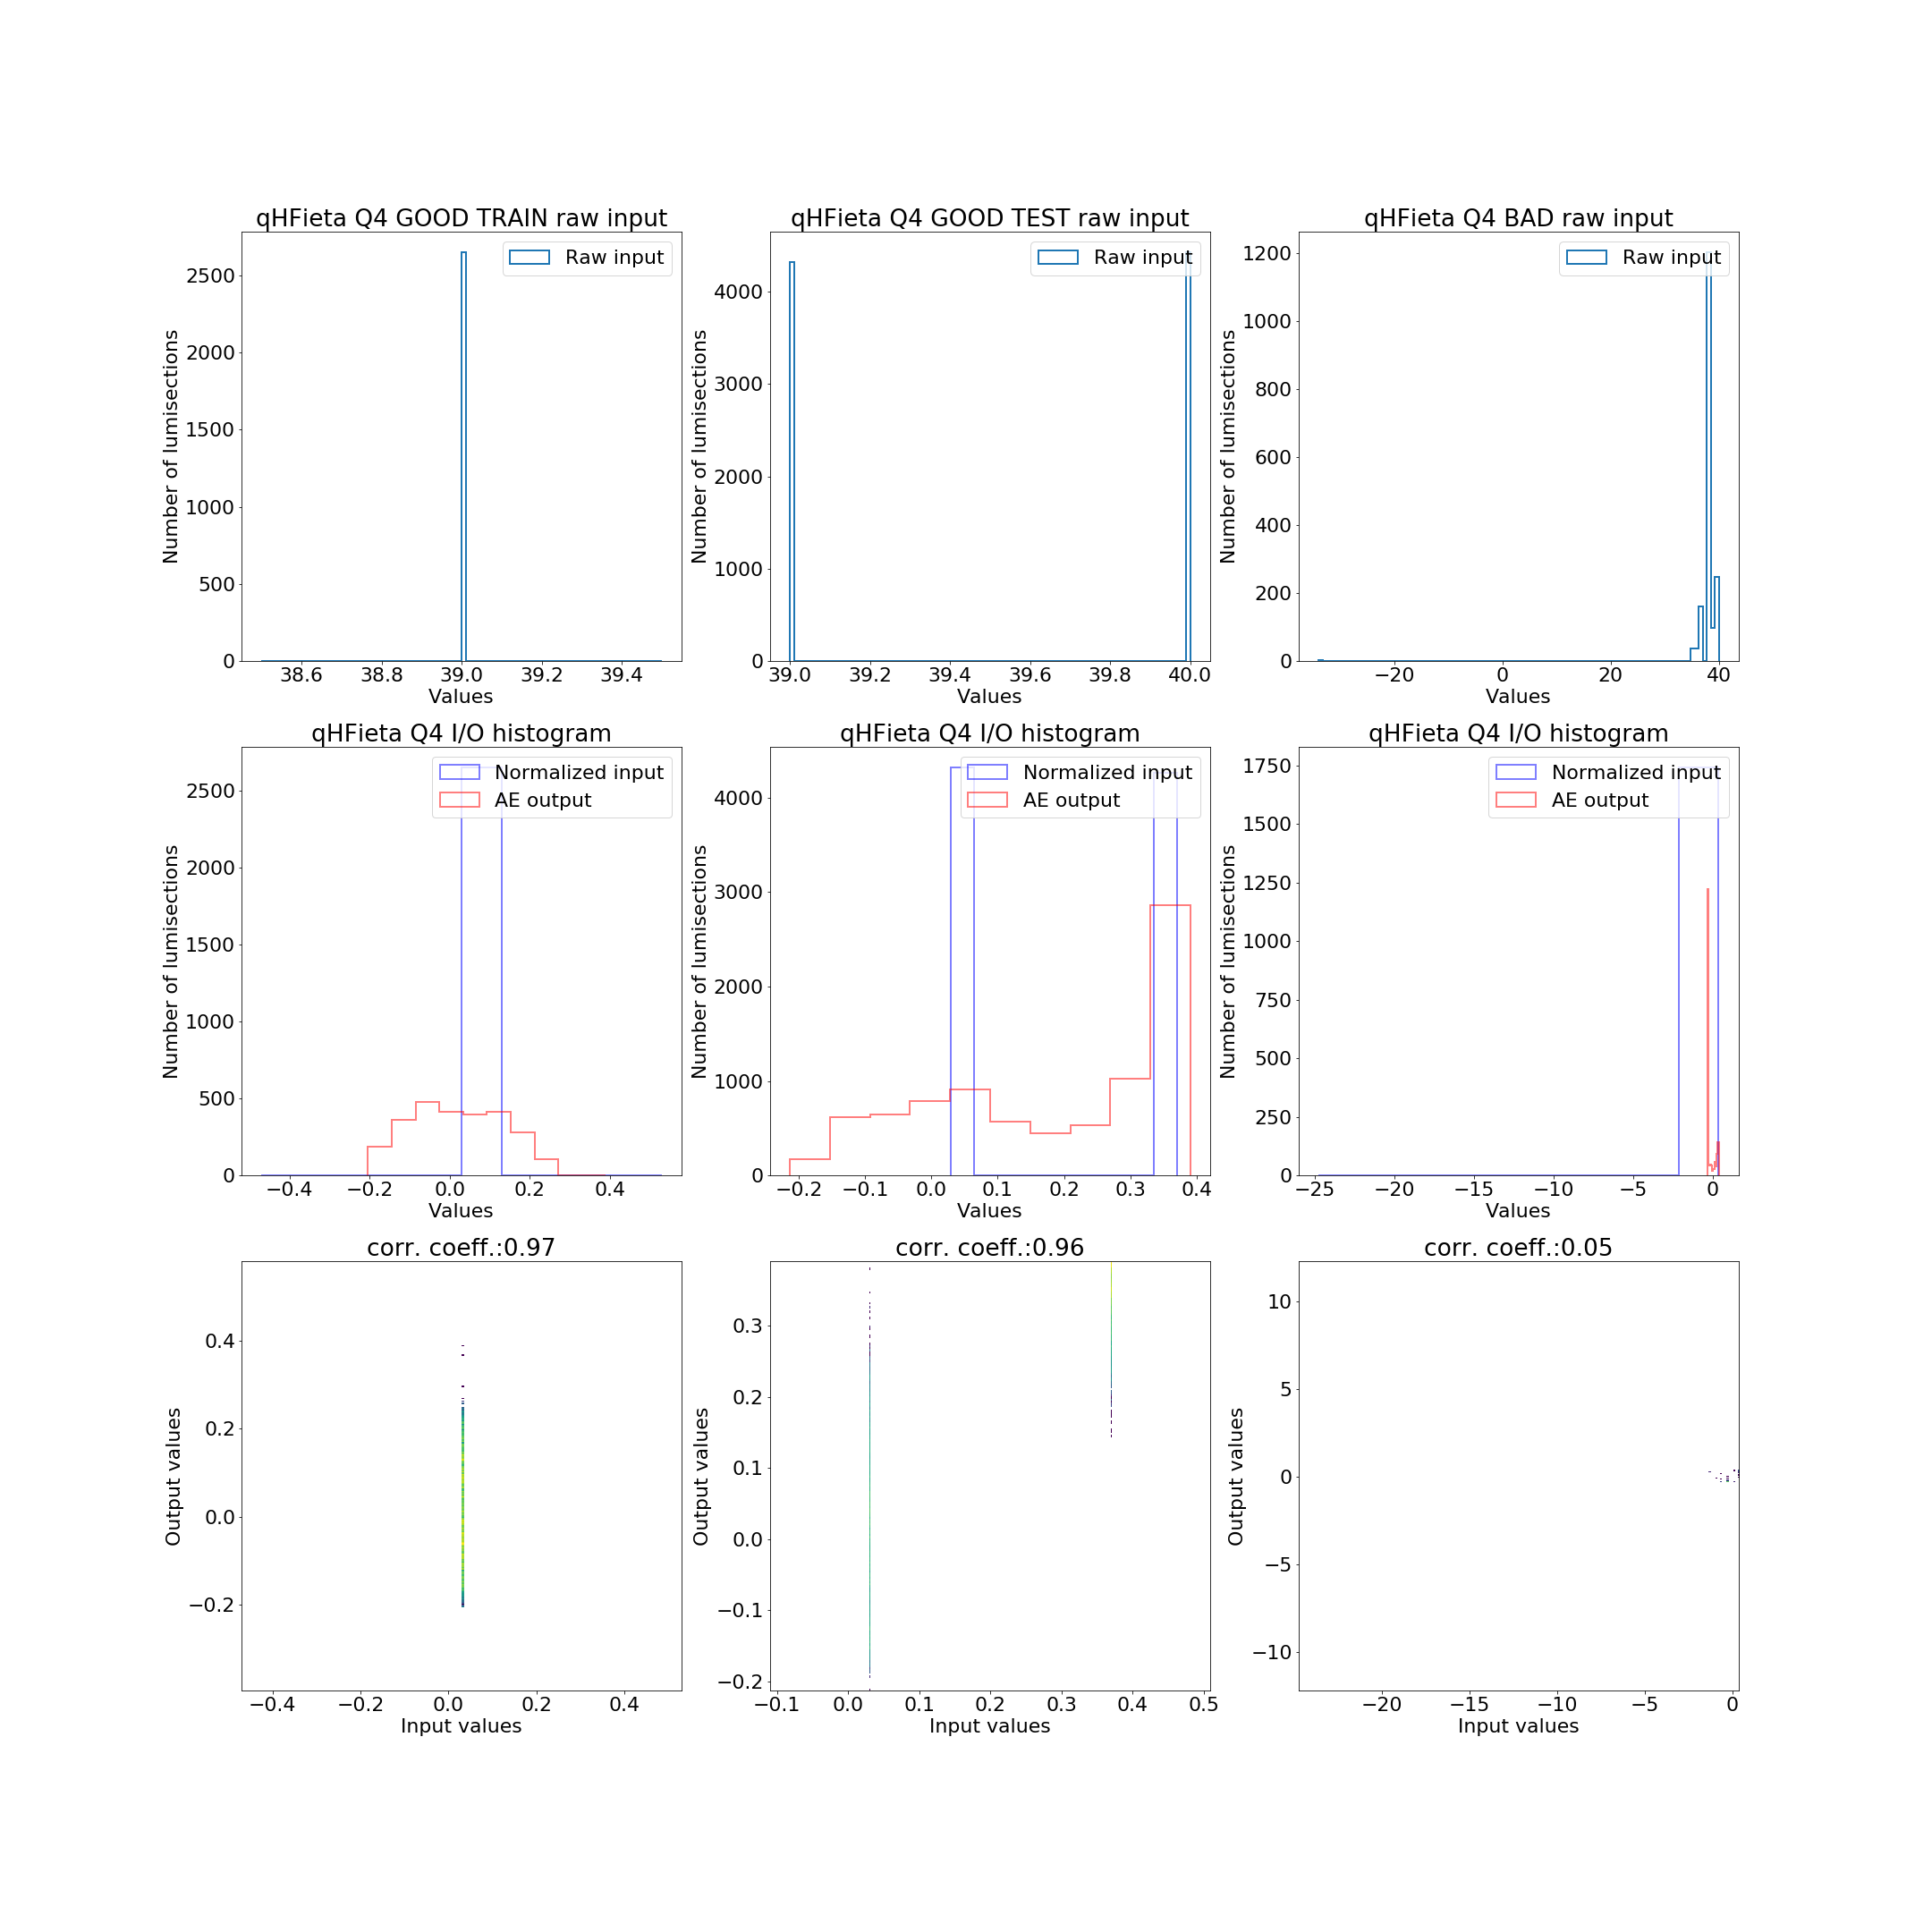 qHFieta Q4 GOOD TRAIN raw input
Raw input
Number of lumisections
0
500
1000
1500
2000
2500
38.6 38.8 39.0 39.2 39.4
Values
qHFieta Q4 GOOD TEST raw input
Raw input
Number of lumisections
0
1000
2000
3000
4000
39.0 39.2 39.4 39.6 39.8 40.0
Values
qHFieta Q4 BAD raw input
Raw input
Number of lumisections
0
200
400
600
800
1000
1200
−20 0 20 40
Values
qHFieta Q4 I/O histogram
Normalized input
AE output
Number of lumisections
0
500
1000
1500
2000
2500
−0.4 −0.2 0.0 0.2 0.4
Values
qHFieta Q4 I/O histogram
Normalized input
AE output
Number of lumisections
0
1000
2000
3000
4000
−0.2 −0.1 0.0 0.1 0.2 0.3 0.4
Values
qHFieta Q4 I/O histogram
Normalized input
AE output
Number of lumisections
0
250
500
750
1000
1250
1500
1750
−25 −20 −15 −10 −5 0
Values
corr. coeff.:0.97
Output values
−0.2
0.0
0.2
0.4
−0.4 −0.2 0.0 0.2 0.4
Input values
corr. coeff.:0.96
Output values
−0.2
−0.1
0.0
0.1
0.2
0.3
−0.1 0.0 0.1 0.2 0.3 0.4 0.5
Input values
corr. coeff.:0.05
Output values
−10
−5
0
5
10
−20 −15 −10 −5 0
Input values